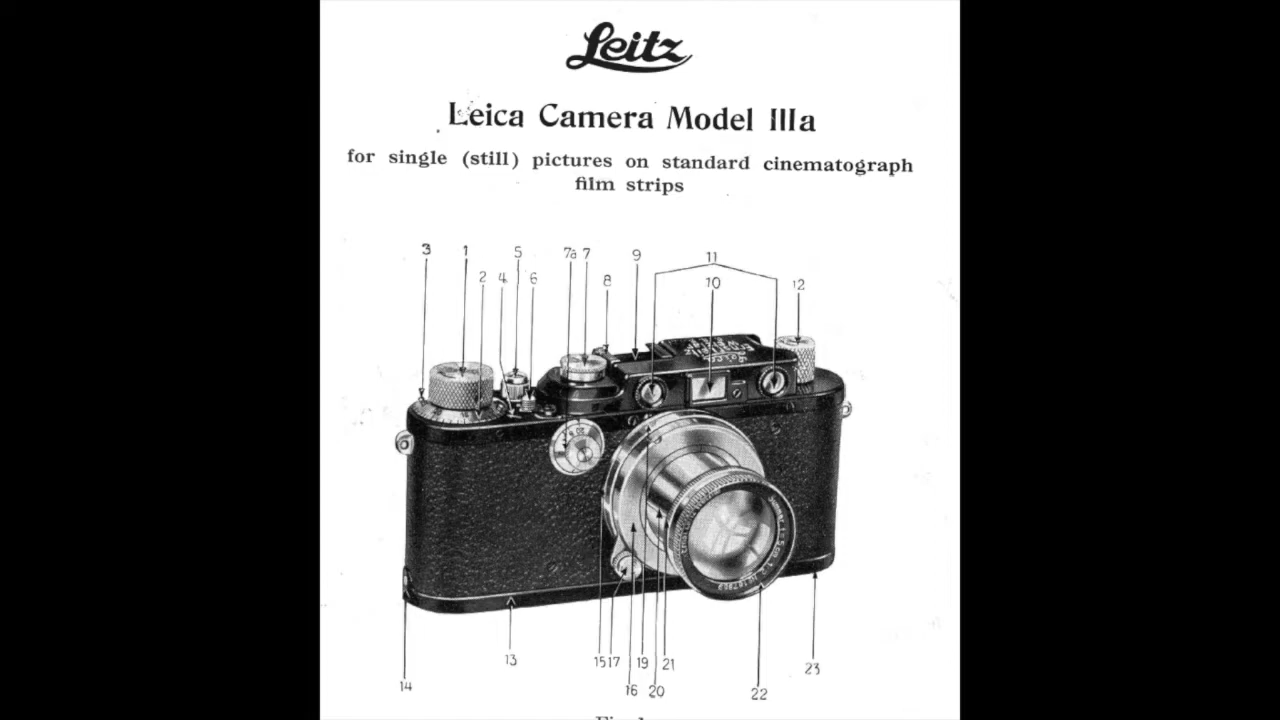 Leitz
Leica Camera Model IIIa
for single (still) pictures on standard cinematograph
film strips
3 1 5 7a 7 9 11
2 4 6 8 10 12
13 15 17 19 21 23
14 16 20 22